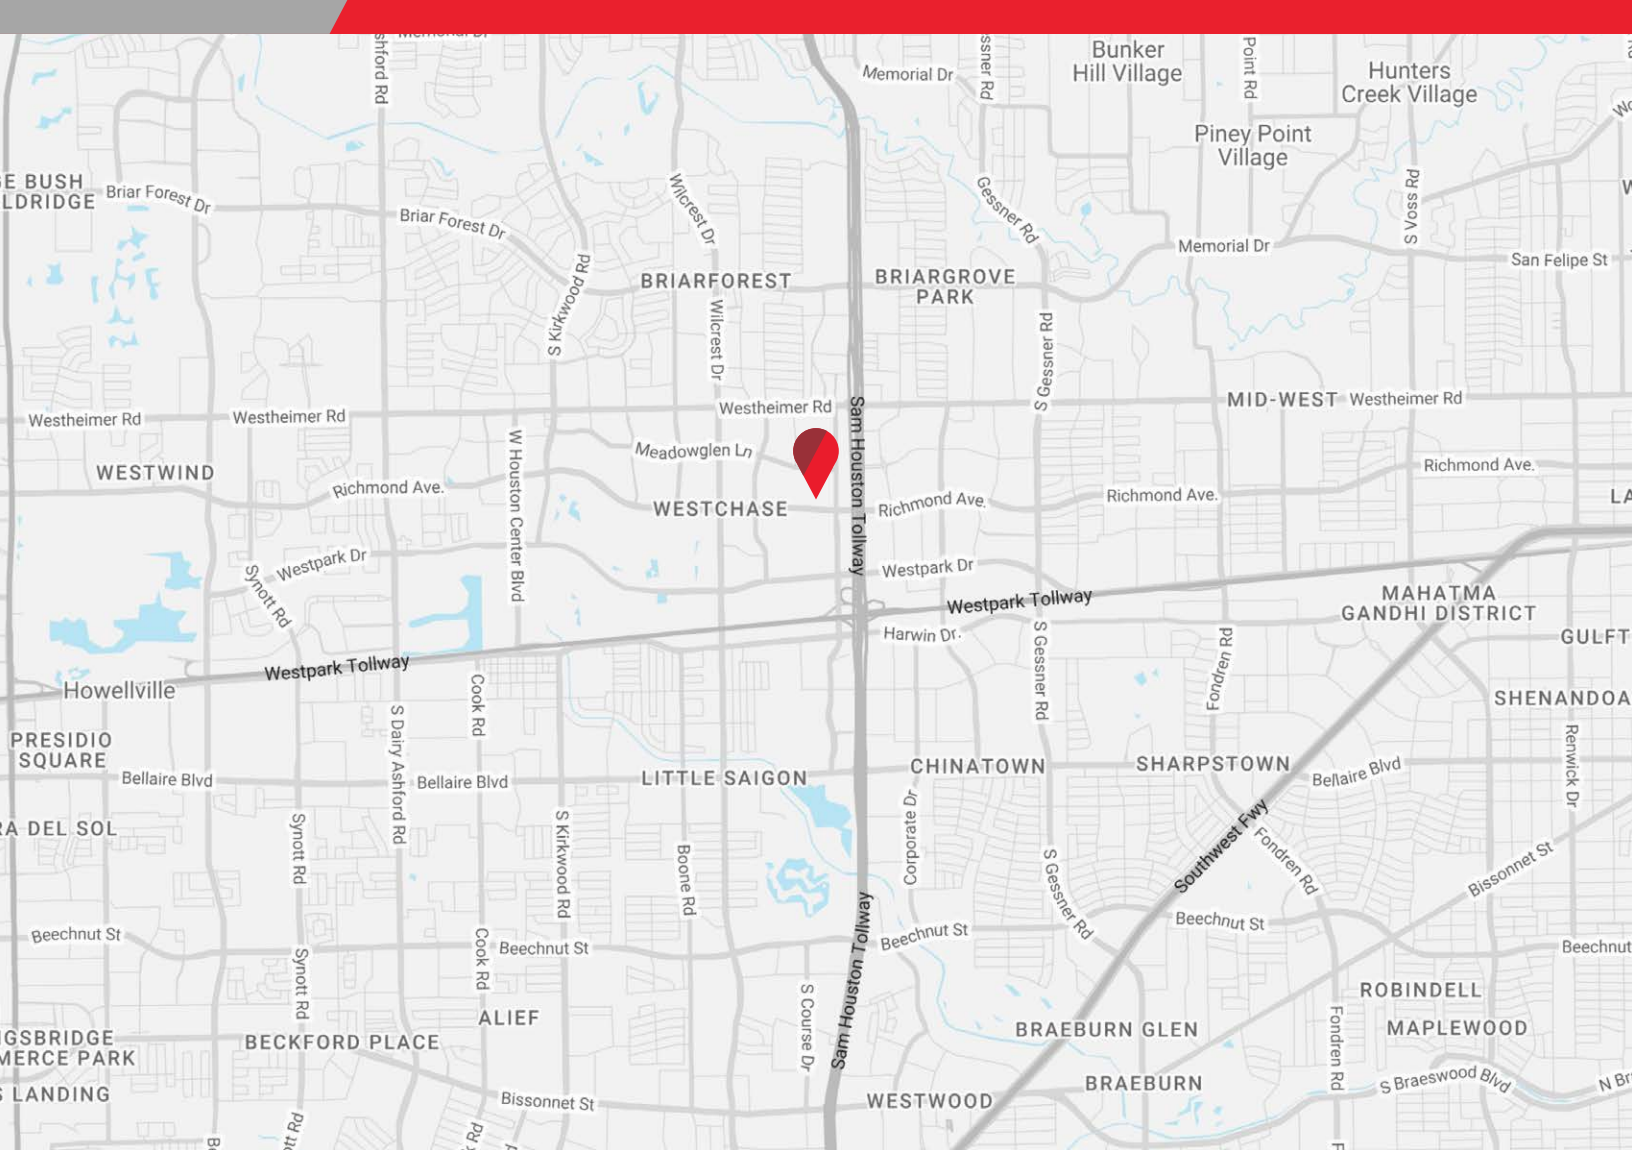 Memorial Dr
Bunker
Hill Village
Point Rd
Hunters
Creek Village
Memorial Dr
Piney Point
Village
BUSH
Briar Forest Dr
Briar Forest Dr
Wilcrest Dr
Gessner Rd
S Voss Rd
Memorial Dr
San Felipe St
S Kirkwood Rd
BRIARFOREST
BRIARGROVE
PARK
Wilcrest Dr
S Gessner Rd
Westheimer Rd
Westheimer Rd
Westheimer Rd
MID-WEST
Westheimer Rd
Sam Houston Tollway
Meadowglen Ln
WESTWIND
W Houston Center Blvd
Richmond Ave.
Richmond Ave.
Richmond Ave.
Richmond Ave.
WESTCHASE
Westpark Dr
Westpark Dr
Synott Rd
Westpark Tollway
MAHATMA
GANDHI DISTRICT
Harwin Dr.
S Gessner Rd
Fondren Rd
Westpark Tollway
Howellville
Cook Rd
S Dairy Ashford Rd
PRESIDIO
SQUARE
Renwick Dr
Bellaire Blvd
Bellaire Blvd
LITTLE SAIGON
CHINATOWN
SHARPSTOWN
Bellaire Blvd
DEL SOL
Synott Rd
S Kirkwood Rd
Boone Rd
Corporate Dr
S Gessner Rd
Southwest Fwy
Fondren Rd
Bissonnet St
Beechnut St
Beechnut St
Beechnut St
Beechnut St
Beechnut
Synott Rd
Cook Rd
S Course Dr
Sam Houston Tollway
ROBINDELL
ALIEF
BRAEBURN GLEN
MAPLEWOOD
Fondren Rd
BECKFORD PLACE
PARK
LANDING
BRAEBURN
S Braeswood Blvd
Bissonnet St
WESTWOOD